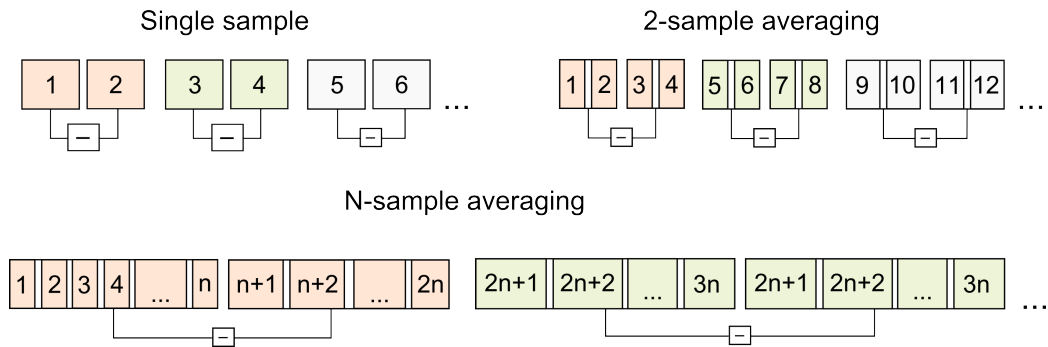 Single sample 2-sample averaging
1 2 3 4 5 6 ... 1 2 3 4 5 6 7 8 9 10 11 12 ...
– – – – – –
N-sample averaging
1 2 3 4 ... n n+1 n+2 ... 2n 2n+1 2n+2 ... 3n 2n+1 2n+2 ... 3n ...
– –